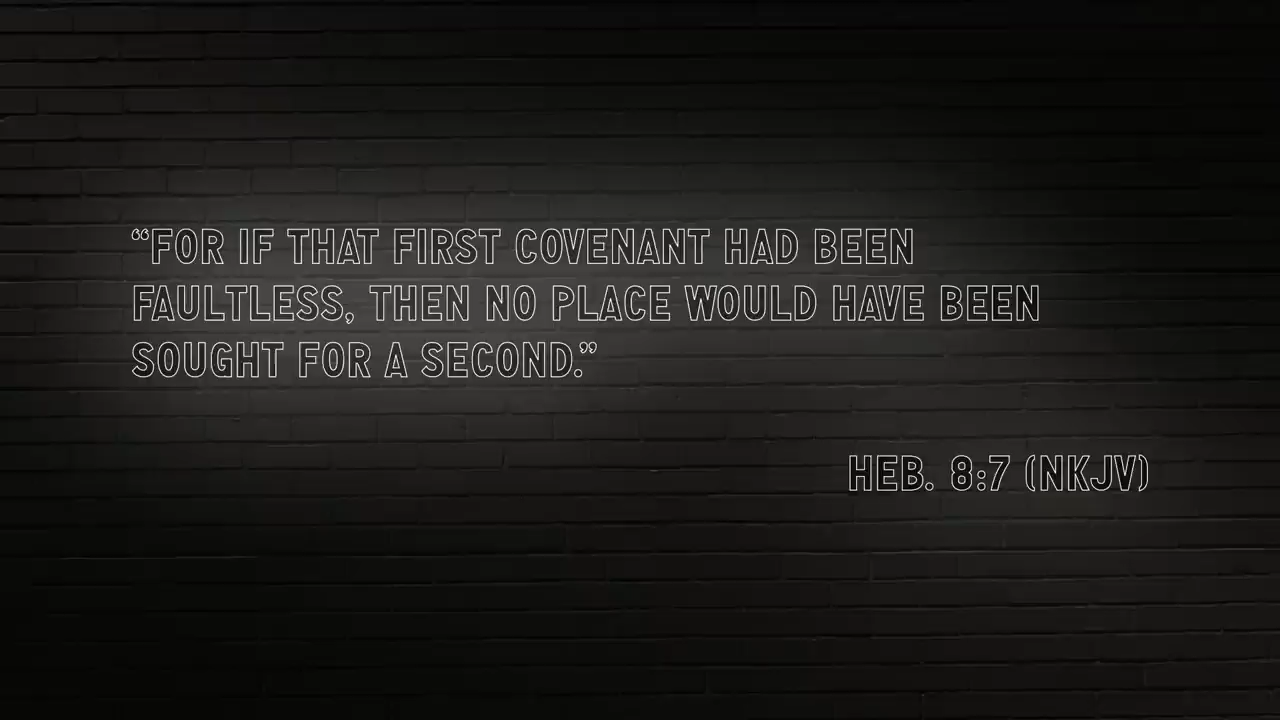 “FOR IF THAT FIRST COVENANT HAD BEEN
FAULTLESS, THEN NO PLACE WOULD HAVE BEEN
SOUGHT FOR A SECOND.”
HEB. 8:7 (NKJV)